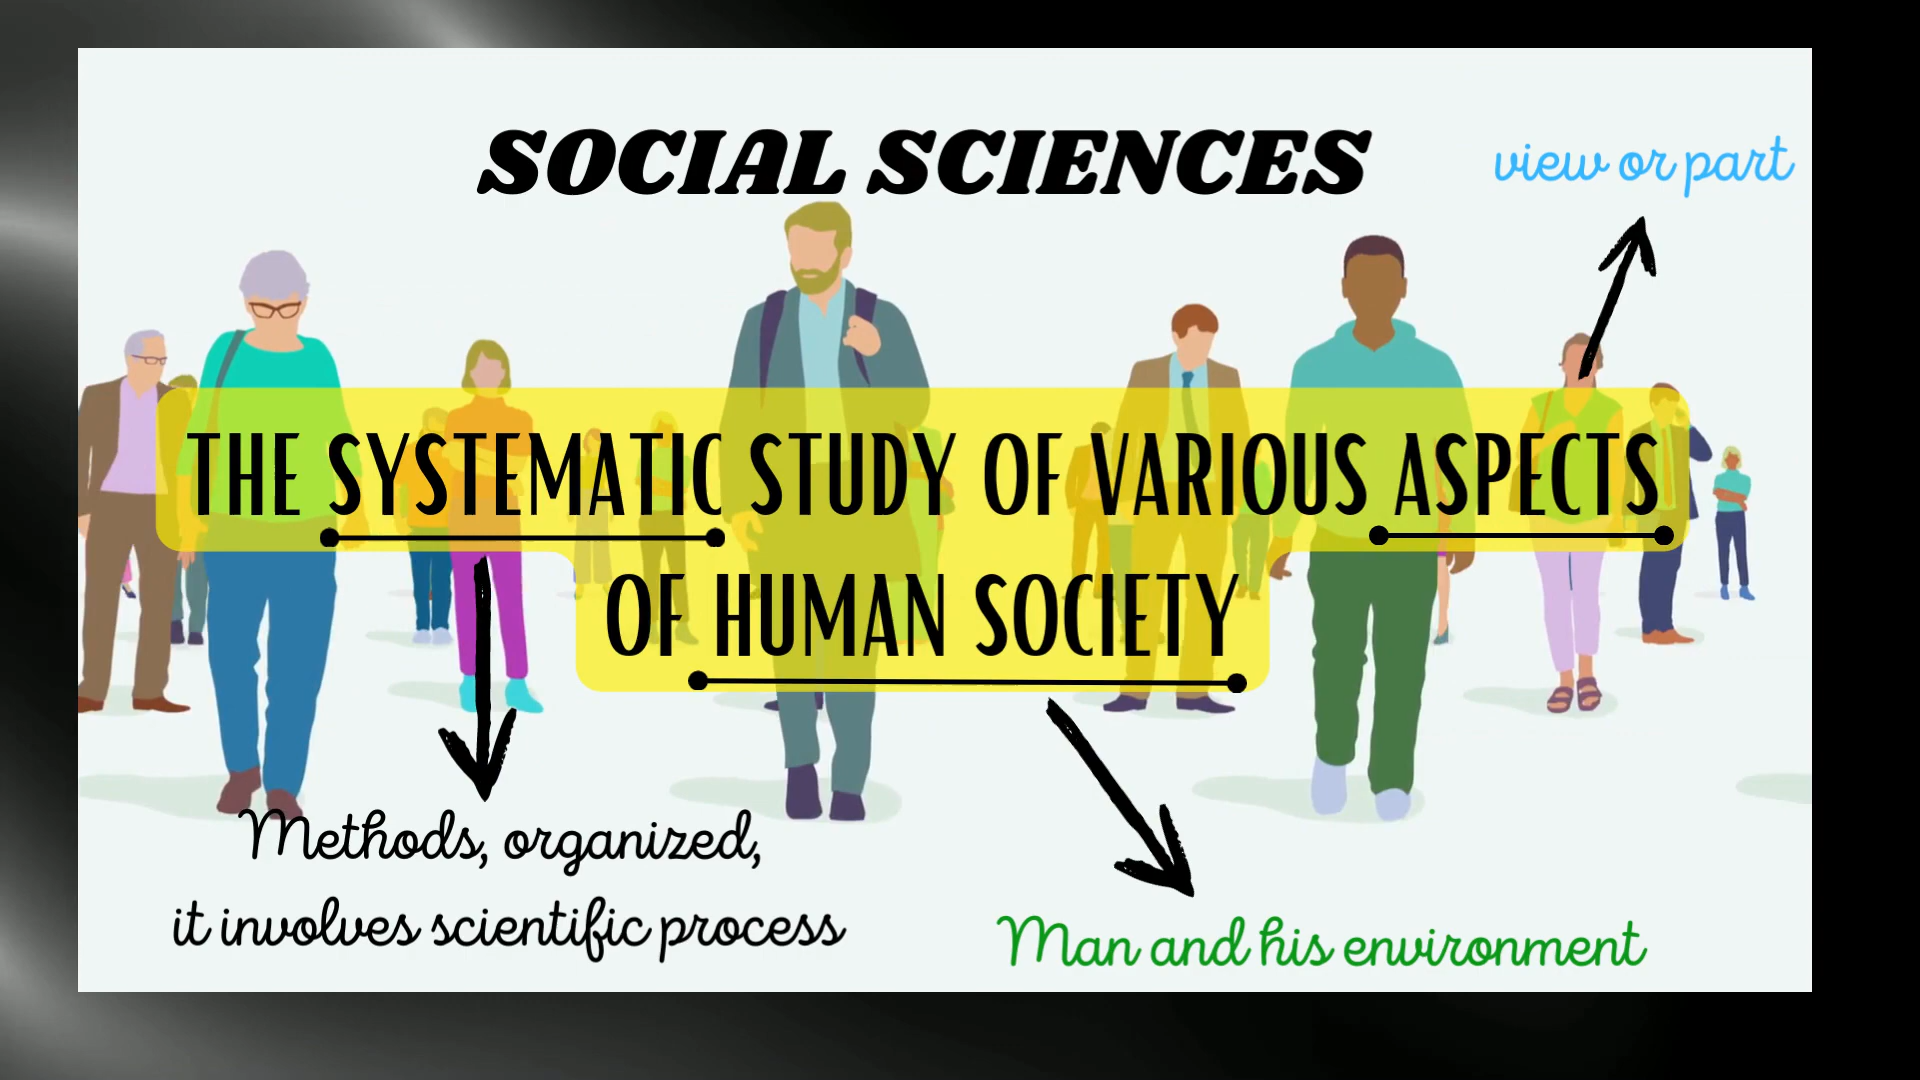 SOCIAL SCIENCES
view or part
THE SYSTEMATIC STUDY OF VARIOUS ASPECTS
OF HUMAN SOCIETY
Methods, organized,
it involves scientific process
Man and his environment